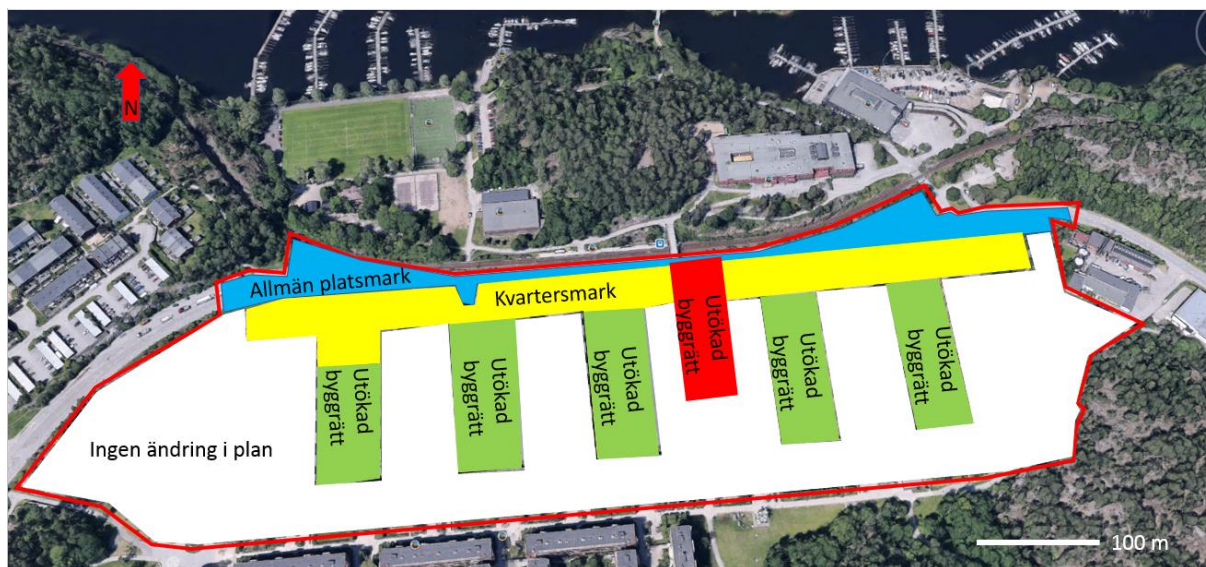 N
Allmän platsmark
Kvartersmark
Utökad
byggrätt
Utökad
byggrätt
Utökad
byggrätt
Utökad
byggrätt
Utökad
byggrätt
Utökad
byggrätt
Ingen ändring i plan
100 m